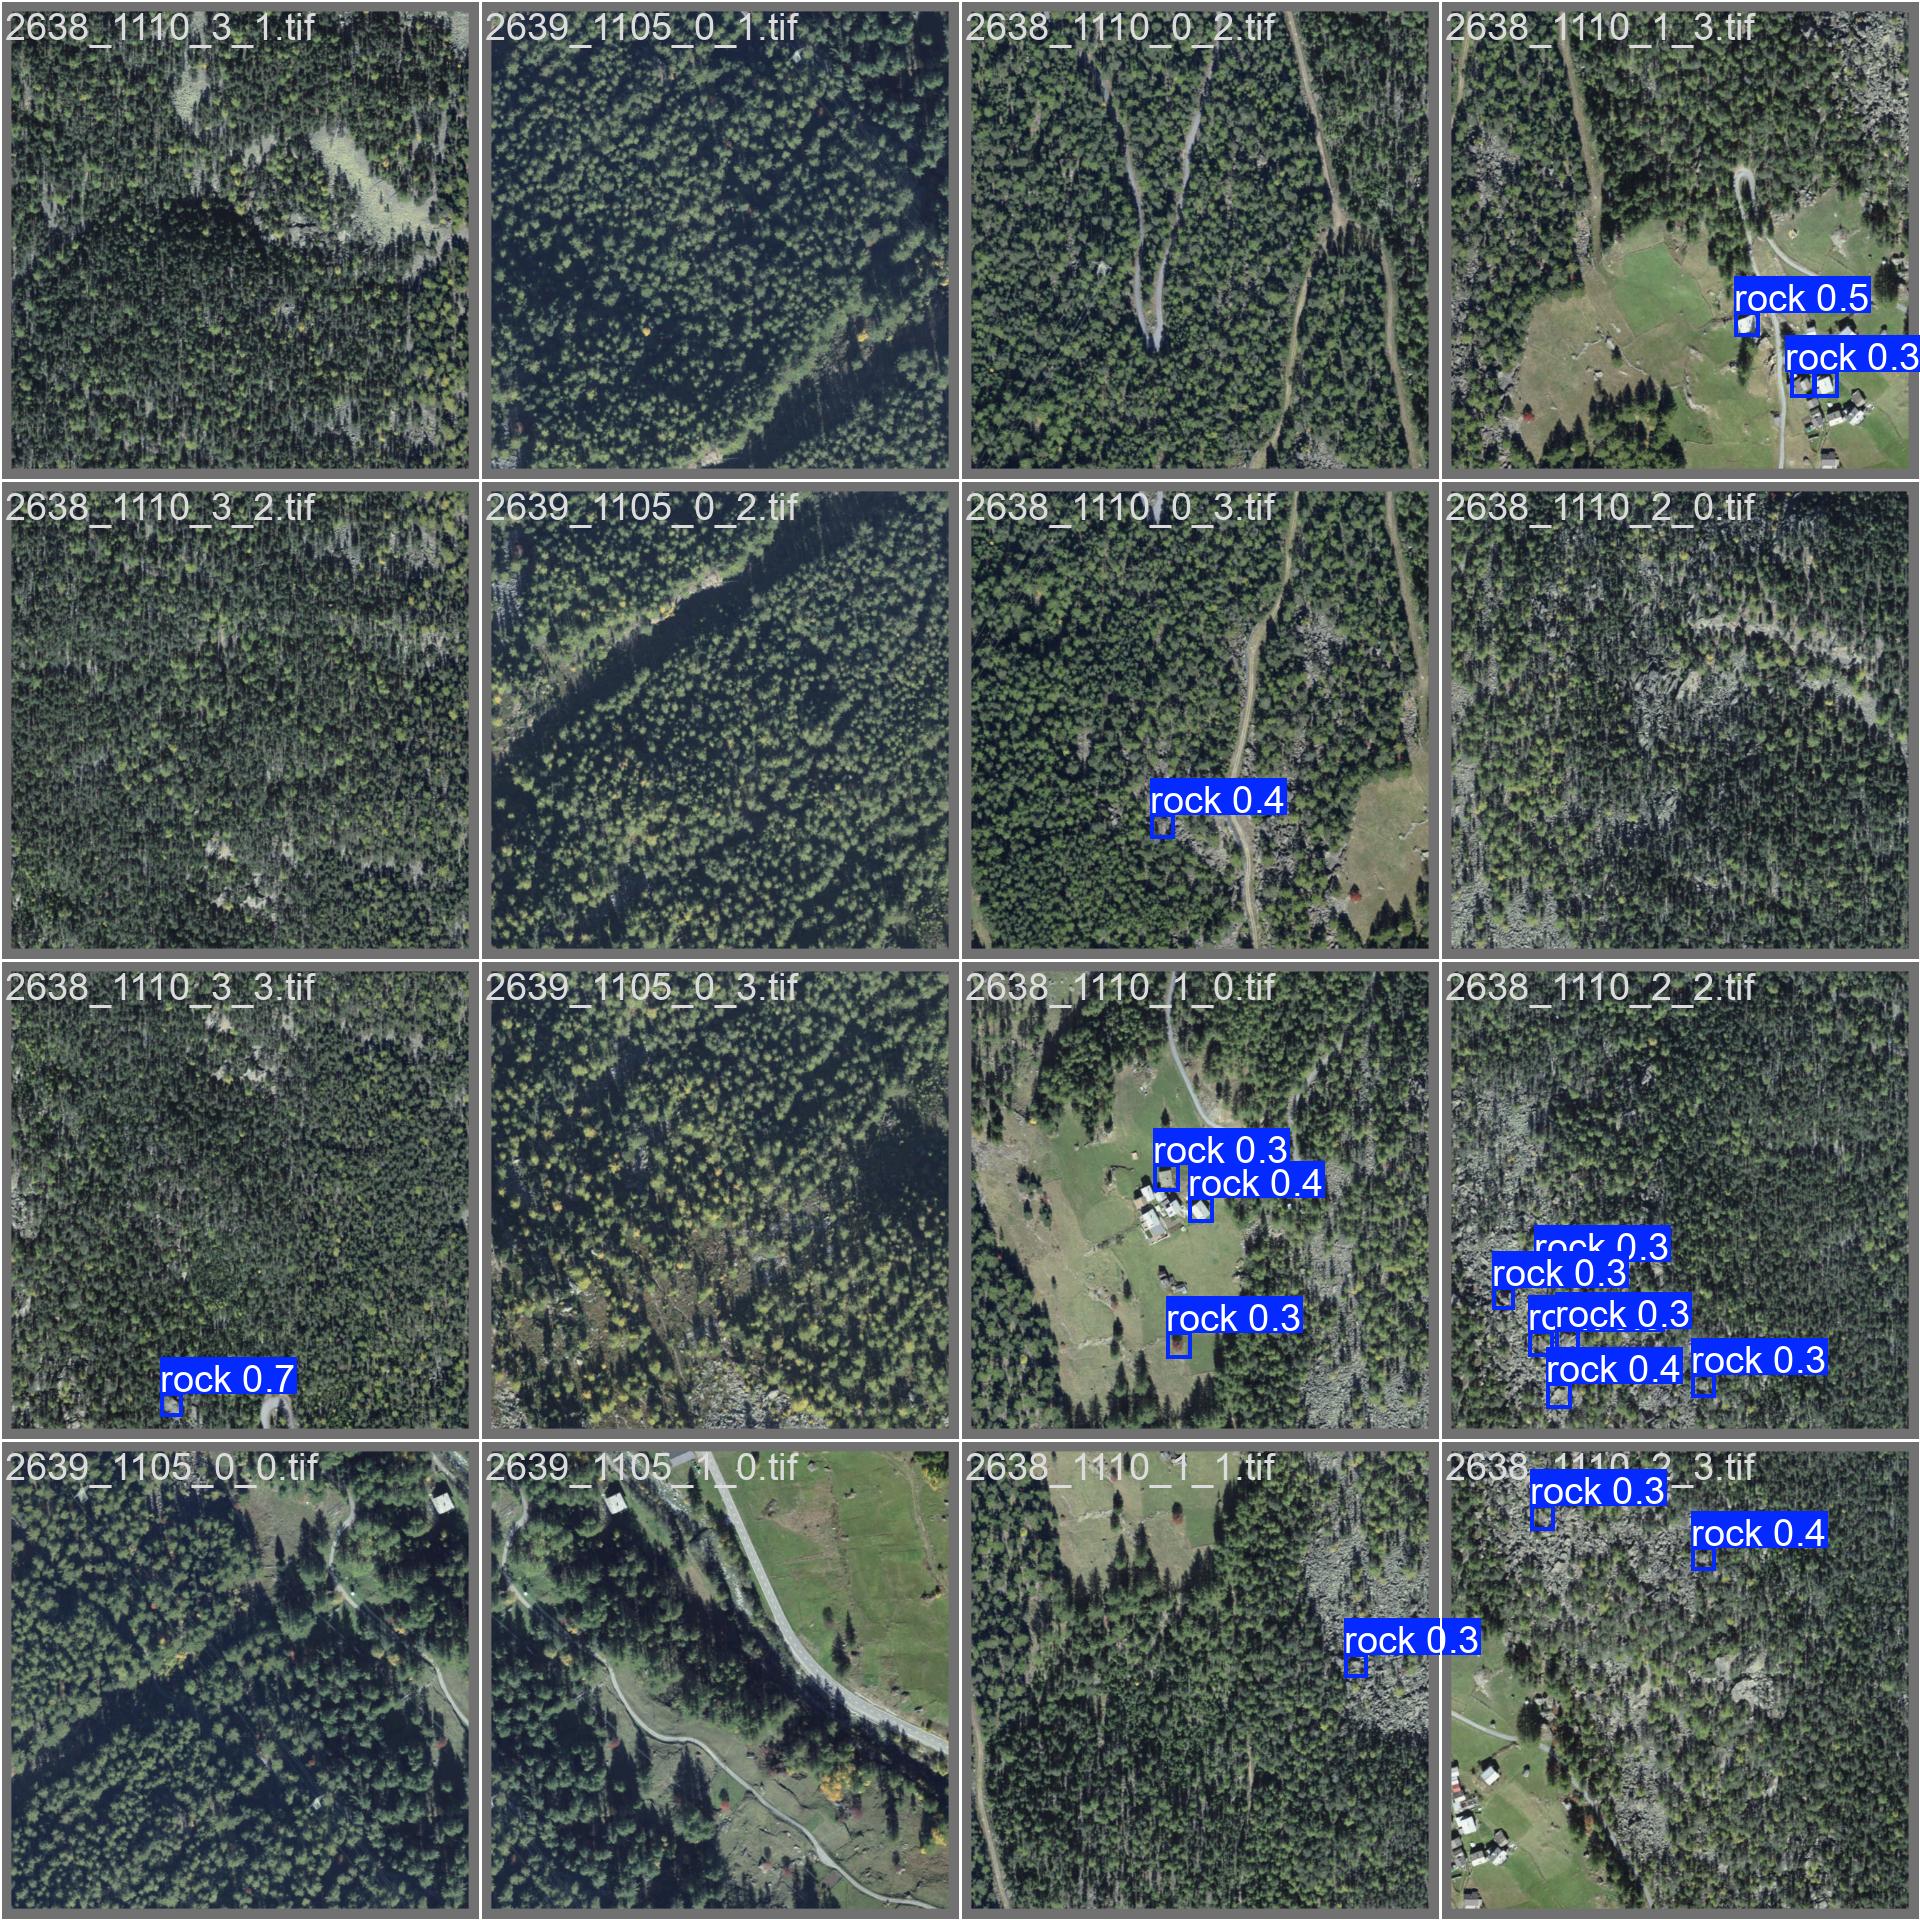 2638_1110_3_1.tif
2639_1105_0_1.tif
2638_1110_0_2.tif
2638_1110_1_3.tif
rock 0.5
rock 0.3
2638_1110_3_2.tif
2639_1105_0_2.tif
2638_1110_0_3.tif
2638_1110_2_0.tif
rock 0.4
2638_1110_3_3.tif
2639_1105_0_3.tif
2638_1110_1_0.tif
2638_1110_2_2.tif
rock 0.3
rock 0.4
rock 0.3
rock 0.3
rock 0.3
rock 0.3
rock 0.4
rock 0.3
rock 0.7
2639_1105_0_0.tif
2639_1105_1_0.tif
2638_1110_1_1.tif
2638_1110_2_3.tif
rock 0.3
rock 0.4
rock 0.3